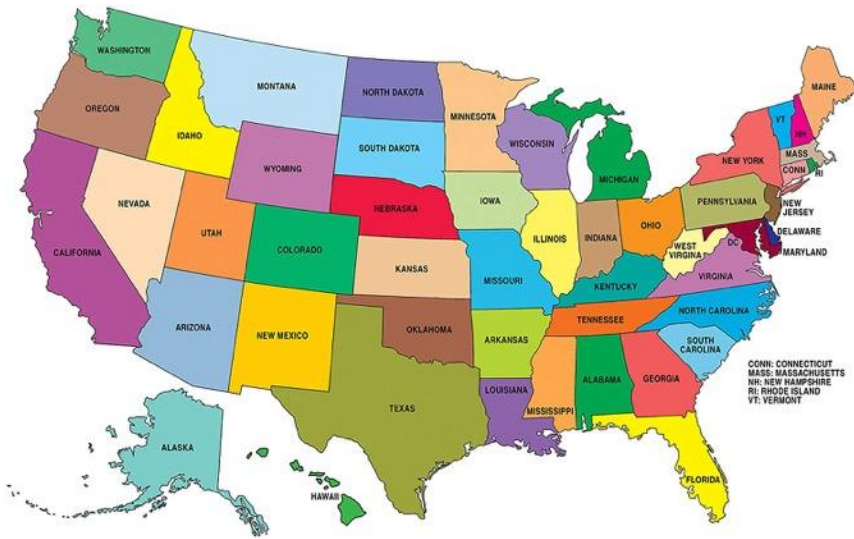 WASHINGTON
OREGON
CALIFORNIA
NEVADA
IDAHO
MONTANA
WYOMING
UTAH
COLORADO
ARIZONA
NEW MEXICO
NORTH DAKOTA
SOUTH DAKOTA
NEBRASKA
KANSAS
OKLAHOMA
TEXAS
MINNESOTA
IOWA
MISSOURI
ARKANSAS
LOUISIANA
WISCONSIN
ILLINOIS
MICHIGAN
INDIANA
OHIO
KENTUCKY
TENNESSEE
MISSISSIPPI
ALABAMA
GEORGIA
FLORIDA
SOUTH
CAROLINA
NORTH CAROLINA
VIRGINIA
WEST
VIRGINA
DC
PENNSYLVANIA
NEW YORK
VT
NH
MAINE
MASS
CONN
RI
NEW
JERSEY
DELAWARE
MARYLAND
ALASKA
HAWAII
CONN: CONNECTICUT
MASS: MASSACHUSETTS
NH: NEW HAMPSHIRE
RI: RHODE ISLAND
VT: VERMONT